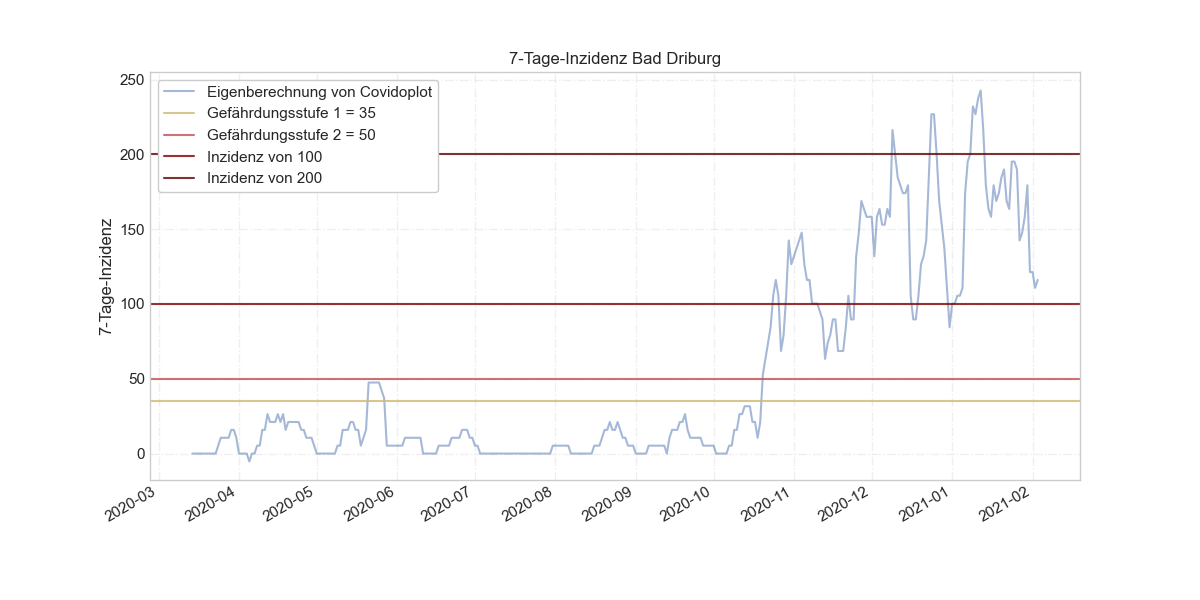 7-Tage-Inzidenz Bad Driburg
Eigenberechnung von Covidoplot
Gefährdungsstufe 1 = 35
Gefährdungsstufe 2 = 50
Inzidenz von 100
Inzidenz von 200
7-Tage-Inzidenz
250
200
150
100
50
0
2020-03
2020-04
2020-05
2020-06
2020-07
2020-08
2020-09
2020-10
2020-11
2020-12
2021-01
2021-02